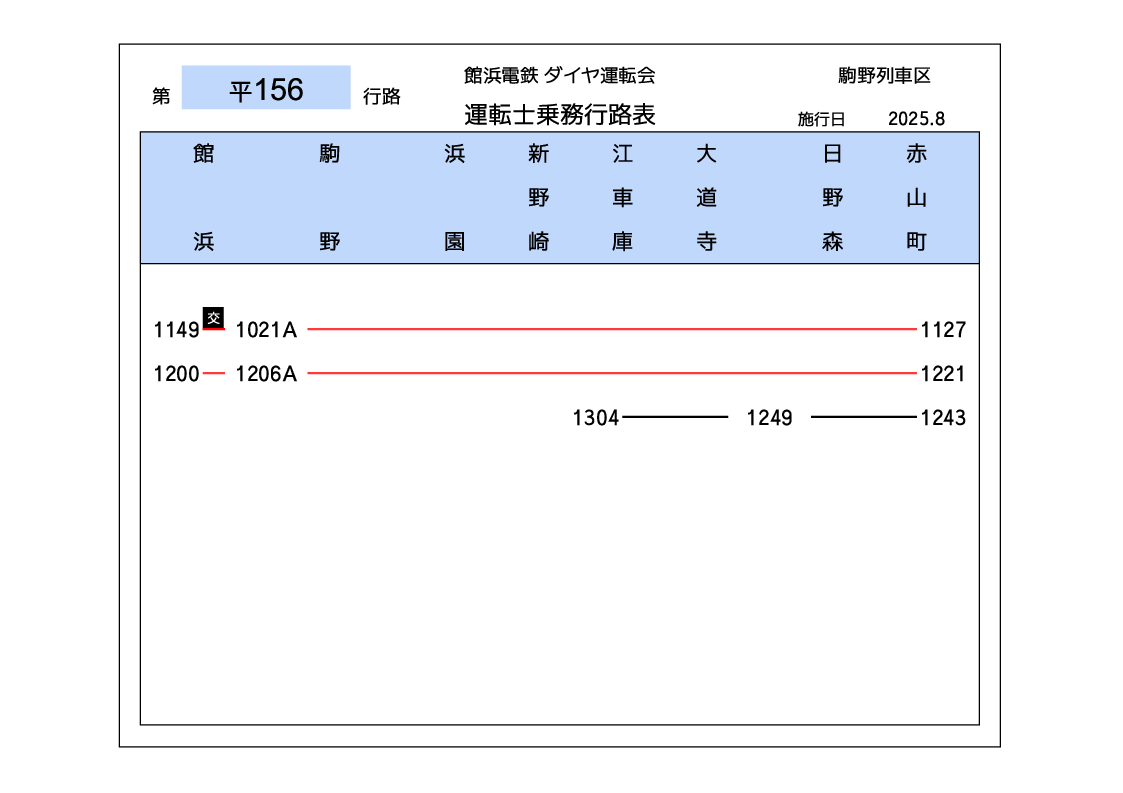 館浜電鉄 ダイヤ運転会 駒野列車区
第 平156 行路 運転士乗務行路表 施行日 2025.8
館浜 駒野 浜園 新野崎 江車庫 大道寺 日野森 赤山町
1149 交 1021A 1127
1200 1206A 1221
1304 1249 1243